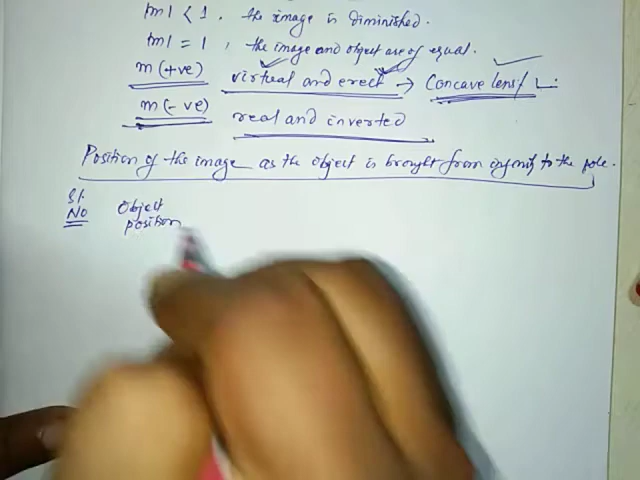 |m| < 1, the image is diminished.
|m| = 1, the image and object are of equal.
m (+ve) virtual and erect → Concave lens/
m (-ve) real and inverted
Position of the image as the object is brought from infinity to the pole.
Sl. Object
No position